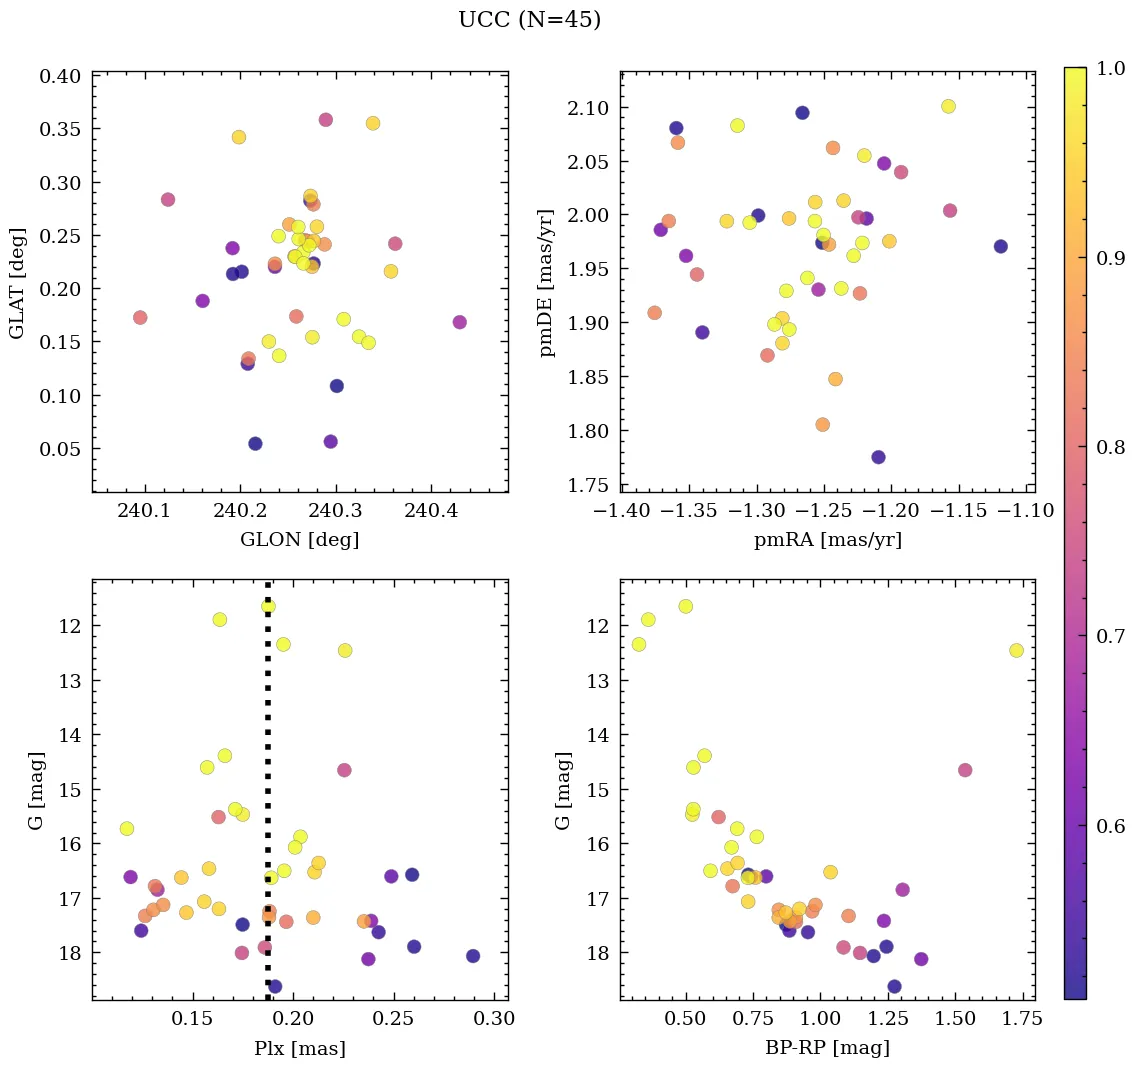 UCC (N=45)
0.40
0.35
0.30
0.25
0.20
0.15
0.10
0.05
GLAT [deg]
240.1 240.2 240.3 240.4
GLON [deg]
2.10
2.05
2.00
1.95
1.90
1.85
1.80
1.75
pmDE [mas/yr]
−1.40 −1.35 −1.30 −1.25 −1.20 −1.15 −1.10
pmRA [mas/yr]
12
13
14
15
16
17
18
G [mag]
0.15 0.20 0.25 0.30
Plx [mas]
12
13
14
15
16
17
18
G [mag]
0.50 0.75 1.00 1.25 1.50 1.75
BP-RP [mag]
1.0
0.9
0.8
0.7
0.6